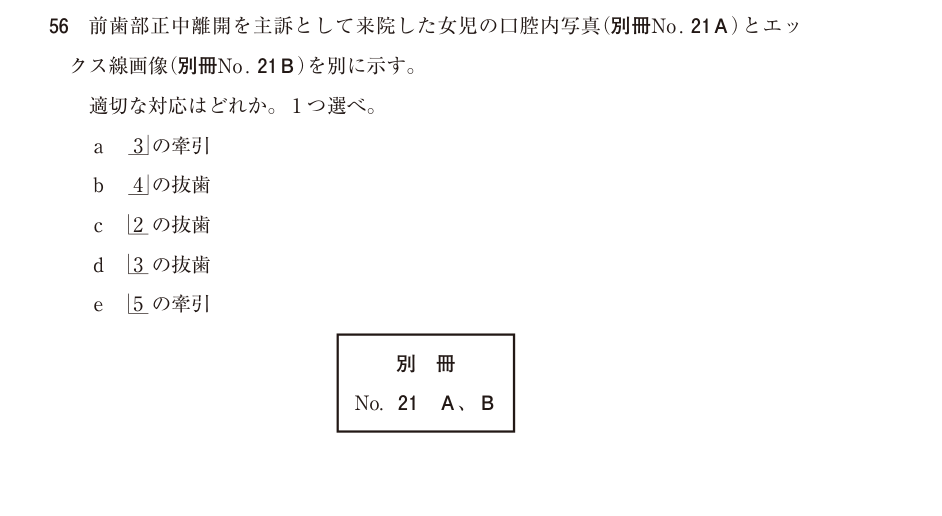 56 前歯部正中離開を主訴として来院した女児の口腔内写真(別冊No. 21 A)とエッ
クス線画像(別冊No. 21 B)を別に示す。
適切な対応はどれか。1つ選べ。
a 3|の牽引
b 4|の抜歯
c |2 の抜歯
d |3 の抜歯
e |5 の牽引
別 冊
No. 21 A、B